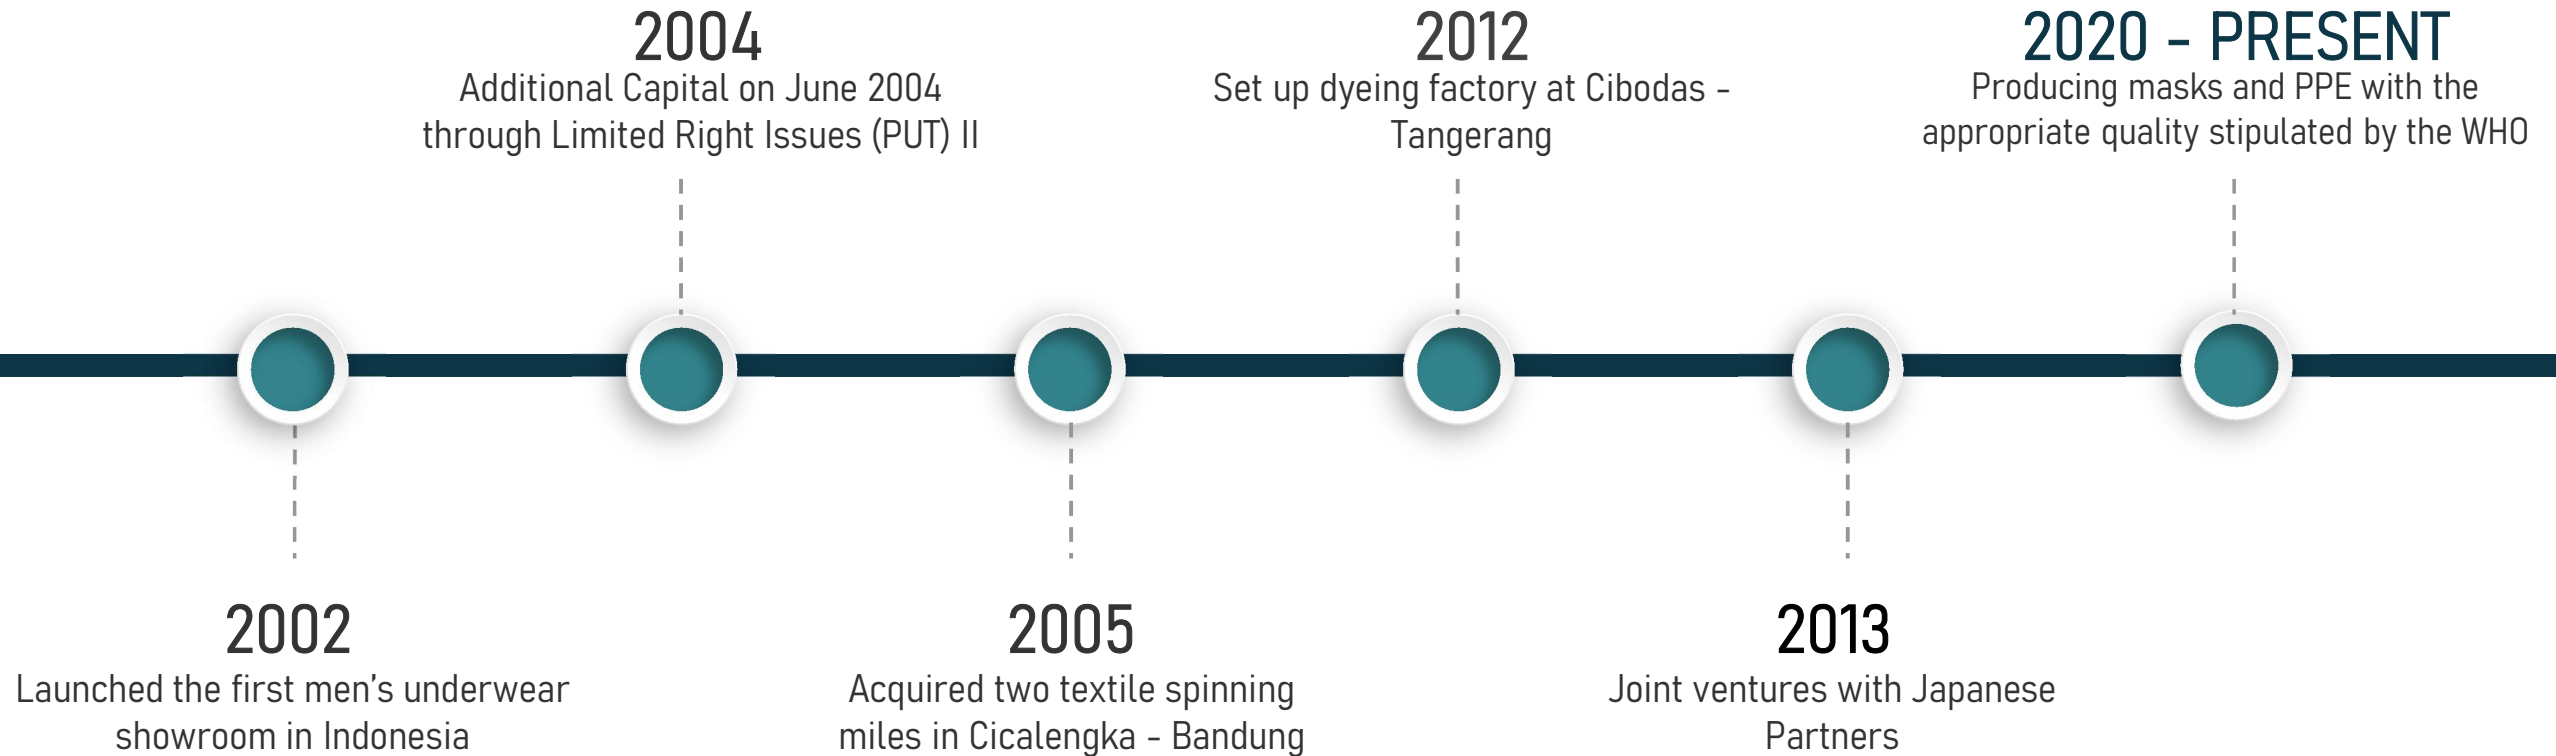 2004
Additional Capital on June 2004
through Limited Right Issues (PUT) II
2012
Set up dyeing factory at Cibodas -
Tangerang
2020 - PRESENT
Producing masks and PPE with the
appropriate quality stipulated by the WHO
2002
Launched the first men’s underwear
showroom in Indonesia
2005
Acquired two textile spinning
miles in Cicalengka - Bandung
2013
Joint ventures with Japanese
Partners